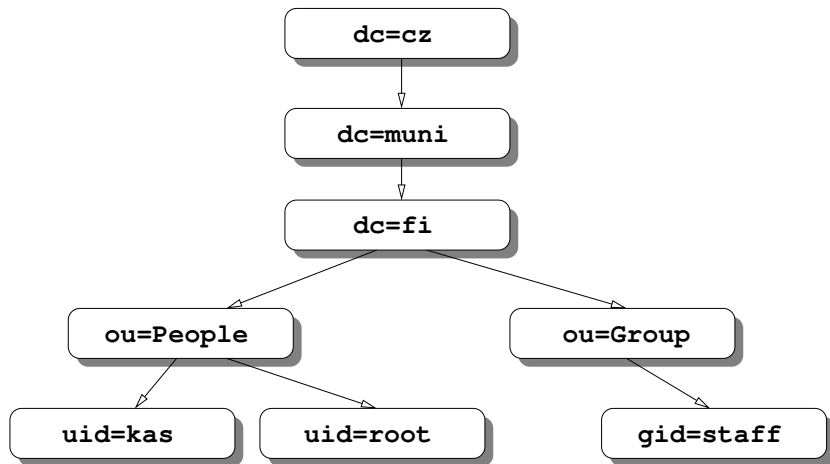 dc=cz
dc=muni
dc=fi
ou=People
ou=Group
uid=kas
uid=root
gid=staff